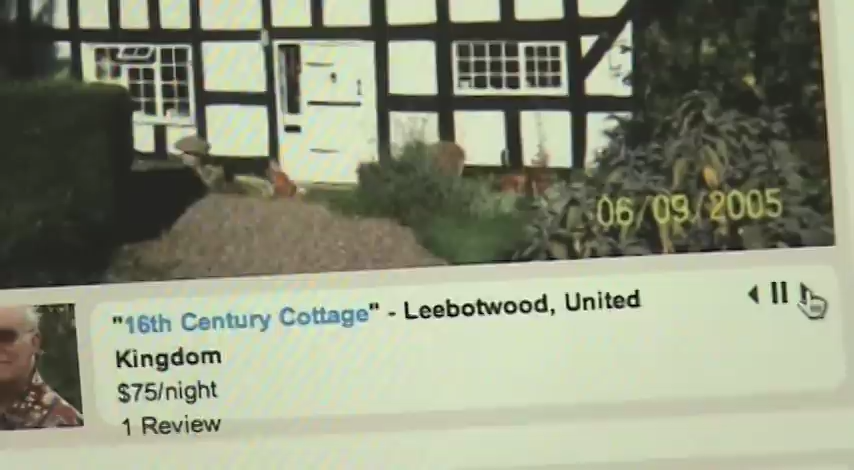 06/09/2005
"16th Century Cottage" - Leebotwood, United
Kingdom
$75/night
1 Review